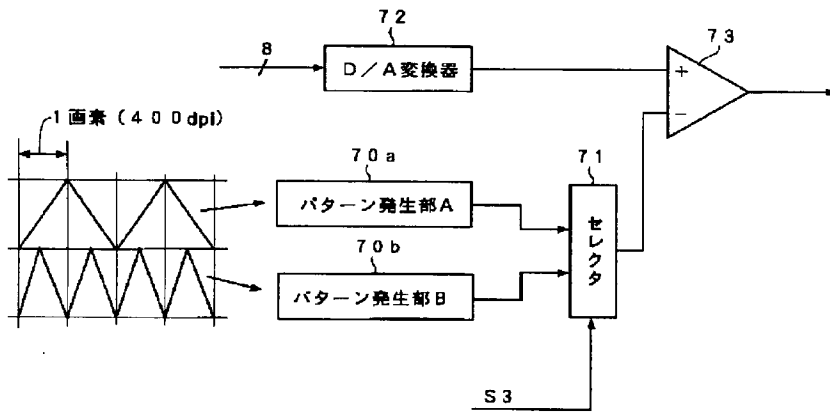 72
8
D/A変換器
73
+
−
1画素(400dpi)
70a
パターン発生部A
71
セレクタ
70b
パターン発生部B
S3